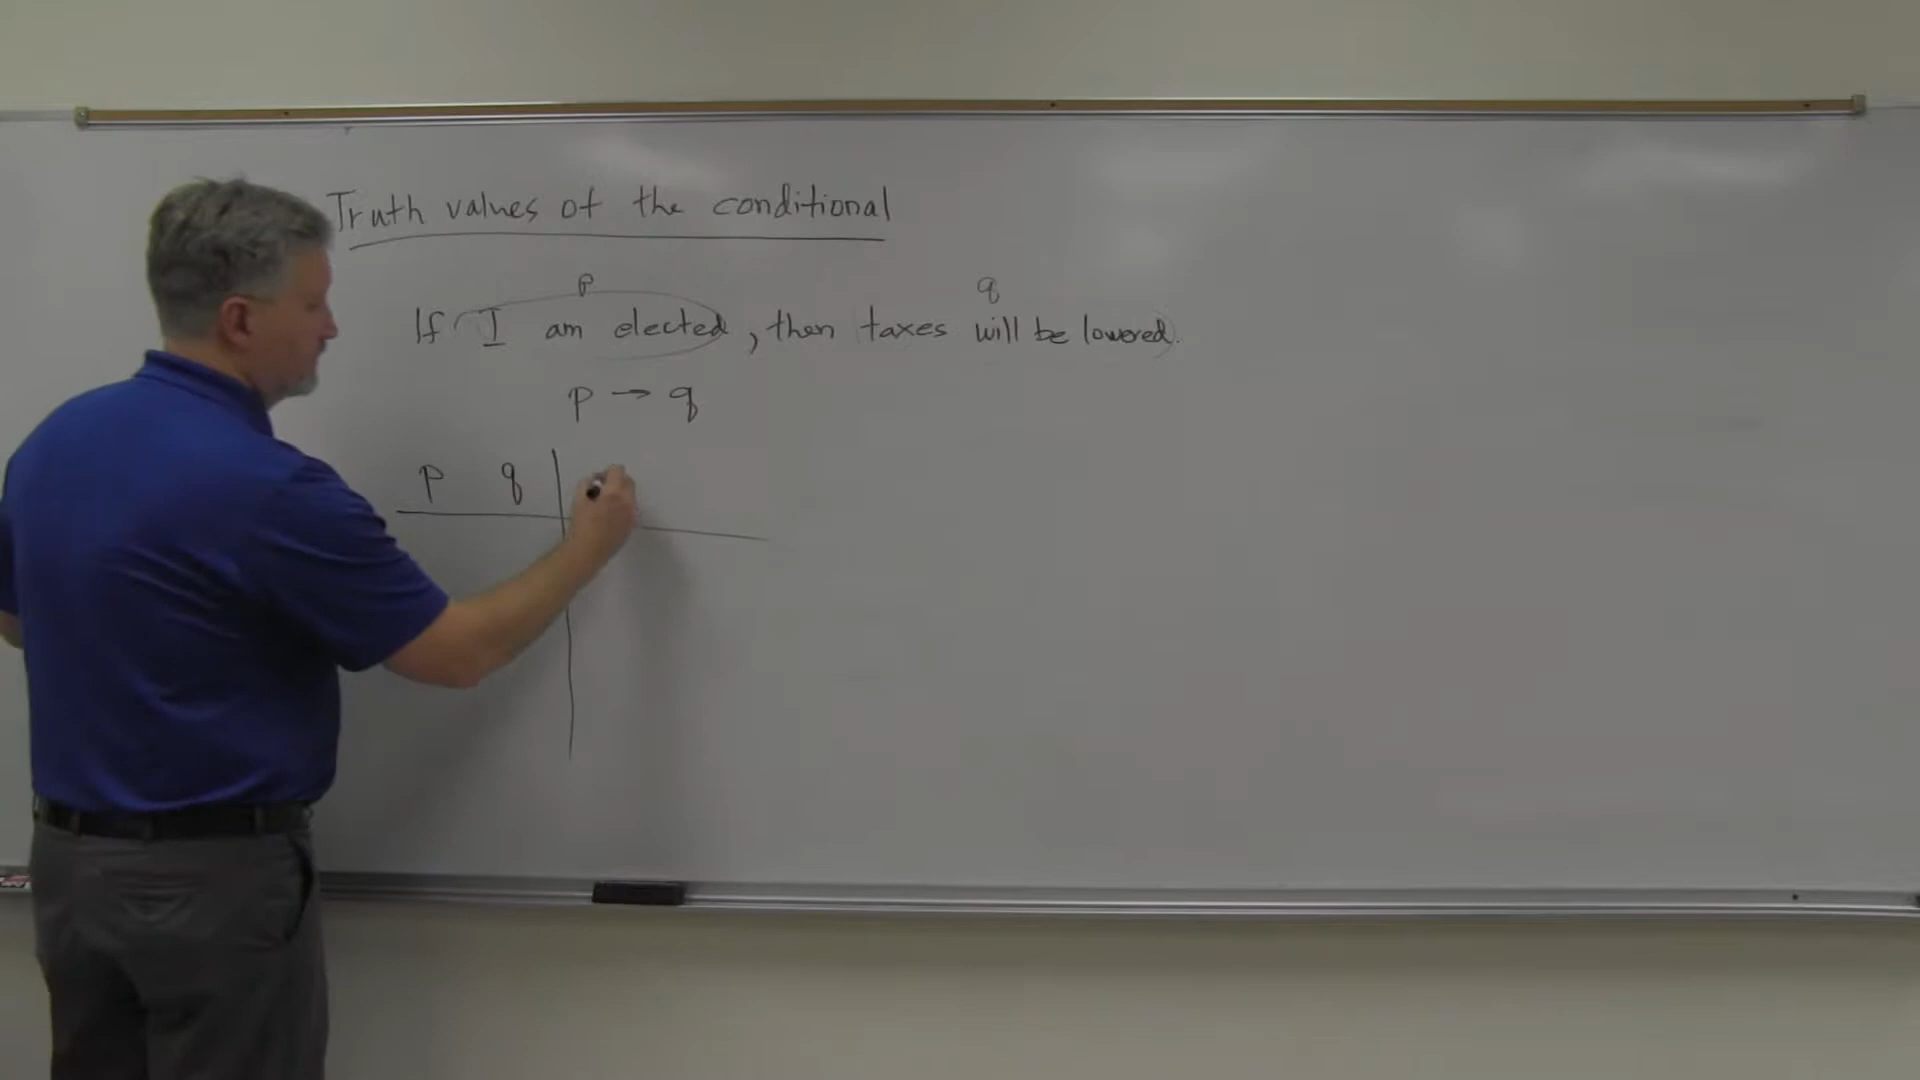 Truth values of the conditional
p q
If I am elected, then taxes will be lowered.
p → q
p q